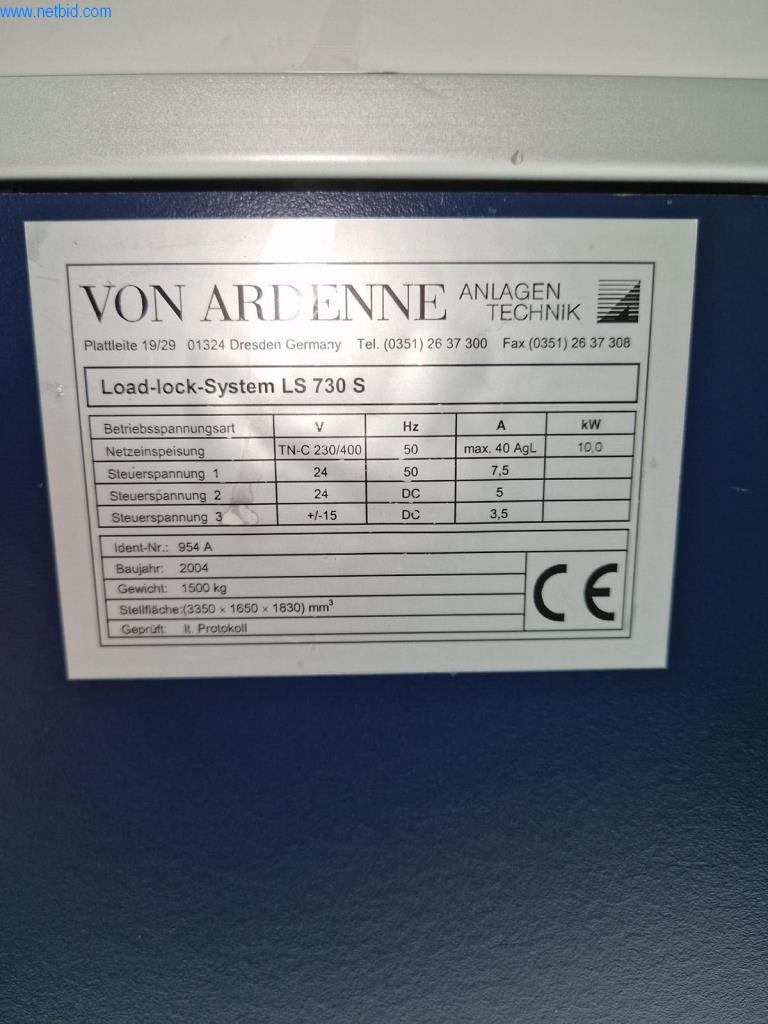 www.netbid.com
VON ARDENNE ANLAGEN TECHNIK
Plattleite 19/29 01324 Dresden Germany Tel. (0351) 26 37 300 Fax (0351) 26 37 308
Load-lock-System LS 730 S
Betriebsspannungsart V Hz A kW
Netzeinspeisung TN-C 230/400 50 max. 40 AgL 10,0
Steuerspannung 1 24 50 7,5
Steuerspannung 2 24 DC 5
Steuerspannung 3 +/-15 DC 3,5
Ident-Nr.: 954 A
Baujahr: 2004
Gewicht: 1500 kg
Stellfläche:(3350 × 1650 × 1830) mm³
Geprüft: lt. Protokoll
CE